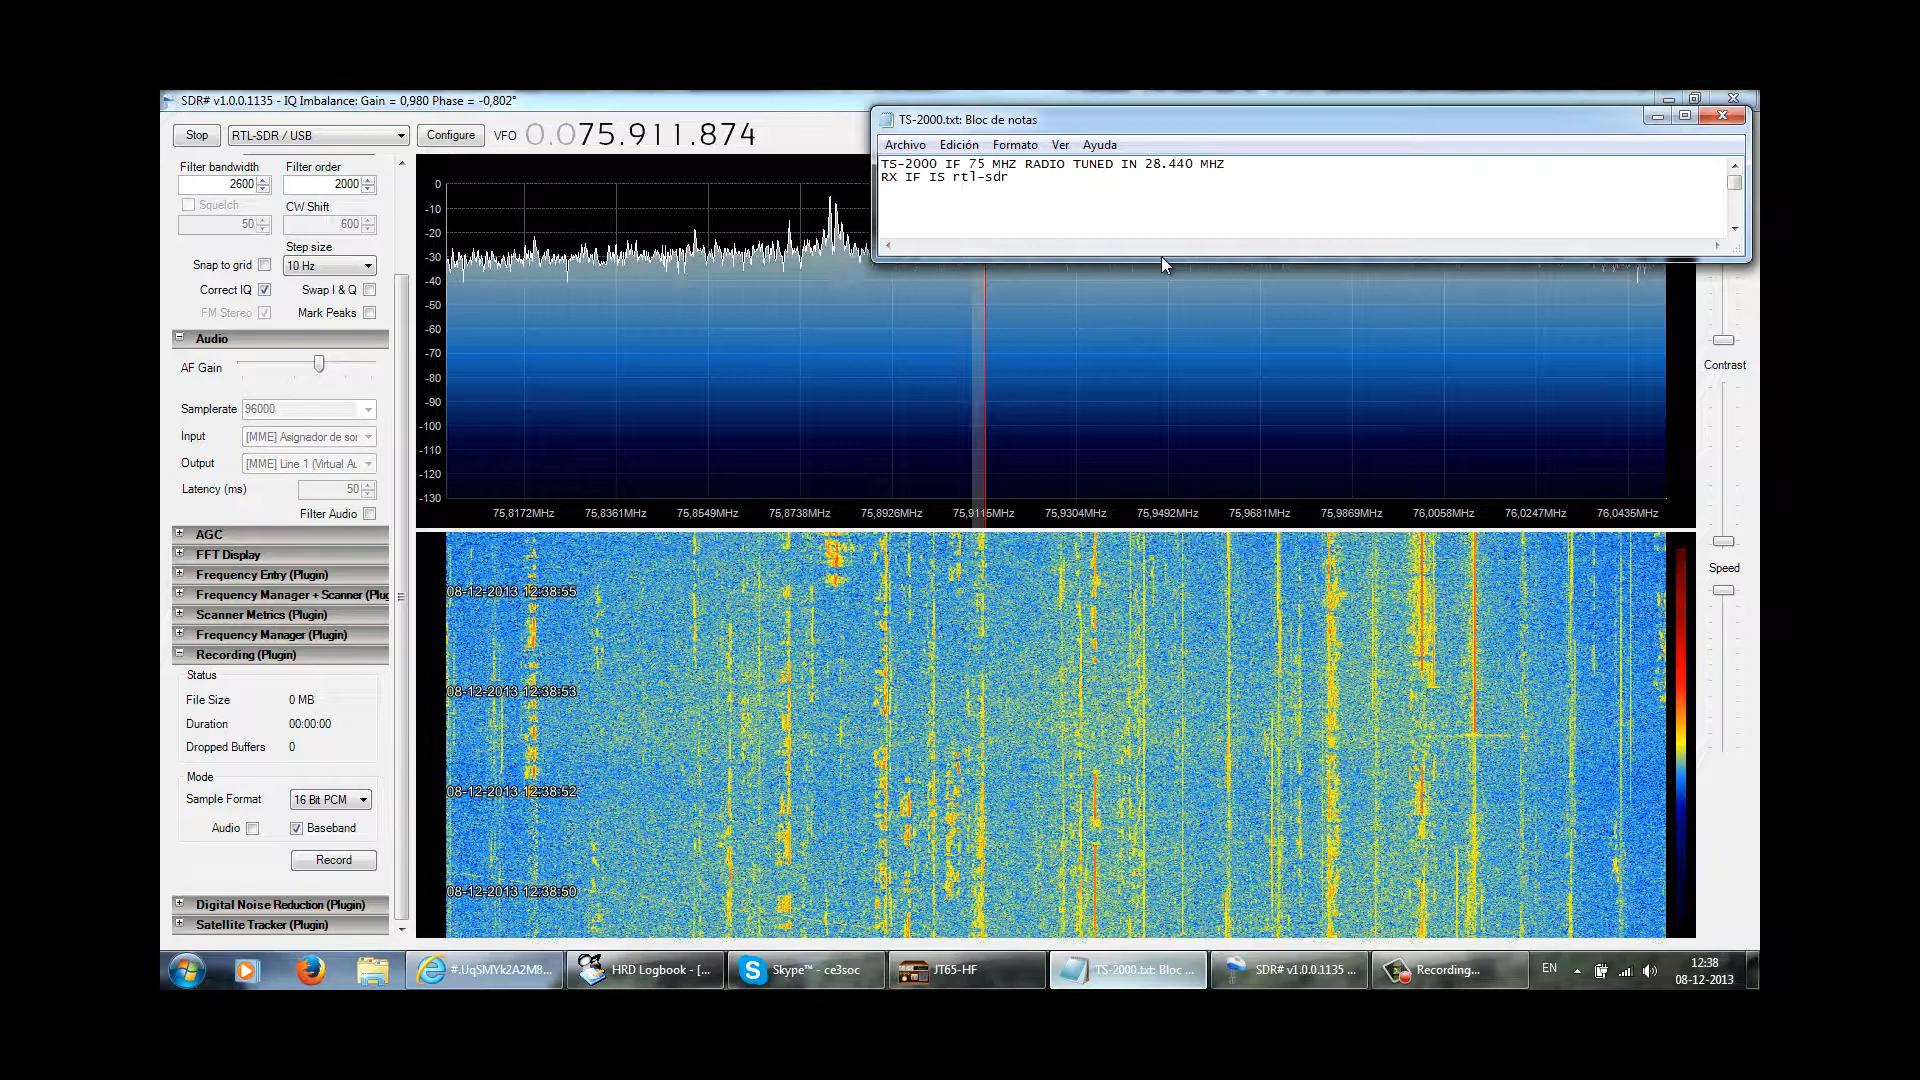 SDR# v1.0.0.1135 - IQ Imbalance: Gain = 0,980 Phase = -0,802°
Stop
RTL-SDR / USB
Configure
VFO
0.075.911.874
TS-2000.txt: Bloc de notas
Archivo Edición Formato Ver Ayuda
TS-2000 IF 75 MHZ RADIO TUNED IN 28.440 MHZ
RX IF IS rtl-sdr
Filter bandwidth Filter order
2600 2000
Squelch CW Shift
50 600
Step size
Snap to grid 10 Hz
Correct IQ Swap I & Q
FM Stereo Mark Peaks
Audio
AF Gain
Samplerate 96000
Input [MME] Asignador de sor
Output [MME] Line 1 (Virtual Au
Latency (ms) 50
Filter Audio
AGC
FFT Display
Frequency Entry (Plugin)
Frequency Manager + Scanner (Plug
Scanner Metrics (Plugin)
Frequency Manager (Plugin)
Recording (Plugin)
Status
File Size 0 MB
Duration 00:00:00
Dropped Buffers 0
Mode
Sample Format 16 Bit PCM
Audio Baseband
Record
Digital Noise Reduction (Plugin)
Satellite Tracker (Plugin)
0
-10
-20
-30
-40
-50
-60
-70
-80
-90
-100
-110
-120
-130
75,8172MHz 75,8361MHz 75,8549MHz 75,8738MHz 75,8926MHz 75,9115MHz 75,9304MHz 75,9492MHz 75,9681MHz 75,9869MHz 76,0058MHz 76,0247MHz 76,0435MHz
08-12-2013 12:38:55
08-12-2013 12:38:53
08-12-2013 12:38:52
08-12-2013 12:38:50
Contrast
Speed
#.UqSMYk2A2M8...
HRD Logbook - [...
Skype™ - ce3soc
JT65-HF
TS-2000.txt: Bloc ...
SDR# v1.0.0.1135 ...
Recording...
EN
12:38
08-12-2013